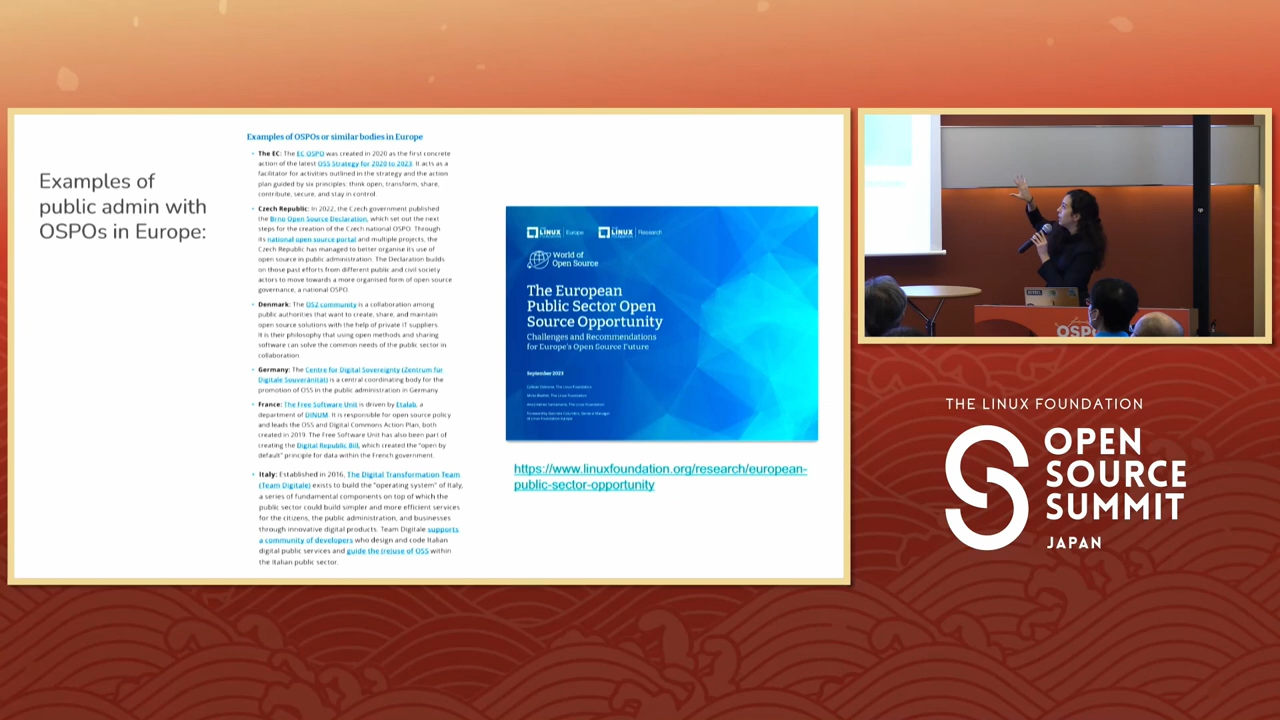 Examples of
public admin with
OSPOs in Europe:
Examples of OSPOs or similar bodies in Europe
• The EC: The EC OSPO was created in 2020 as the first concrete
action of the latest OSS Strategy for 2020 to 2023. It acts as a
facilitator for activities outlined in the strategy and the action
plan guided by six principles: think open, transform, share,
contribute, secure, and stay in control.
• Czech Republic: In 2022, the Czech government published
the Brno Open Source Declaration, which set out the next
steps for the creation of the Czech national OSPO. Through
its national open source portal and multiple projects, the
Czech Republic has managed to better organise its use of
open source in public administration. The Declaration builds
on those past efforts from different public and civil society
actors to move towards a more organised form of open source
governance, a national OSPO.
• Denmark: The OS2 community is a collaboration among
public authorities that want to create, share, and maintain
open source solutions with the help of private IT suppliers.
It is their philosophy that using open methods and sharing
software can solve the common needs of the public sector in
collaboration.
• Germany: The Centre for Digital Sovereignty (Zentrum für
Digitale Souveränität) is a central coordinating body for the
promotion of OSS in the public administration in Germany
• France: The Free Software Unit is driven by Etalab, a
department of DINUM. It is responsible for open source policy
and leads the OSS and Digital Commons Action Plan, both
created in 2019. The Free Software Unit has also been part of
creating the Digital Republic Bill, which created the "open by
default" principle for data within the French government.
• Italy: Established in 2016, The Digital Transformation Team
(Team Digitale) exists to build the "operating system" of Italy,
a series of fundamental components on top of which the
public sector could build simpler and more efficient services
for the citizens, the public administration, and businesses
through innovative digital products. Team Digitale supports
a community of developers who design and code Italian
digital public services and guide the (re)use of OSS within
the Italian public sector.
THE LINUX FOUNDATION Europe
THE LINUX FOUNDATION Research
World of
Open Source
The European
Public Sector Open
Source Opportunity
Challenges and Recommendations
for Europe's Open Source Future
September 2023
https://www.linuxfoundation.org/research/european-
public-sector-opportunity
OSP
THE LINUX FOUNDATION
OPEN
SOURCE
SUMMIT
JAPAN